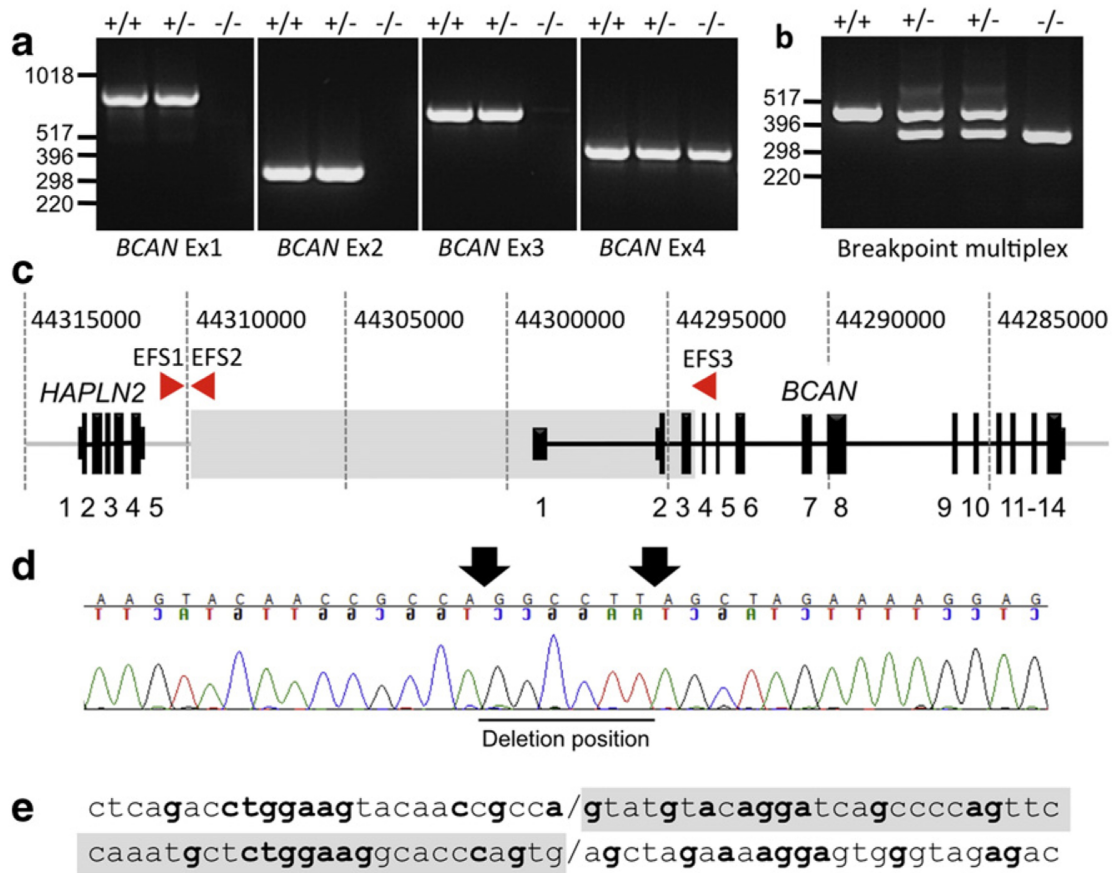 a
+/+ +/- -/- +/+ +/- -/- +/+ +/- -/- +/+ +/- -/-
1018
517
396
298
220
BCAN Ex1 BCAN Ex2 BCAN Ex3 BCAN Ex4
b
+/+ +/- +/- -/-
517
396
298
220
Breakpoint multiplex
c
44315000 44310000 44305000 44300000 44295000 44290000 44285000
EFS1 EFS2 EFS3
HAPLN2 BCAN
1 2 3 4 5 1 2 3 4 5 6 7 8 9 10 11-14
d
A A G T A C A A C C G C C A G G C C T T A G C T A G A A A A G G A G
T T C A T G T T G G C G G T C C G G A A T C G A T C T T T T C C T C
Deletion position
e
ctcagacctggaagtacaaccgcca/gtatgtacaggatcagccccagttc
caaatgctctggaaggcacccagtg/agctagaaaaggagtgggtagagac